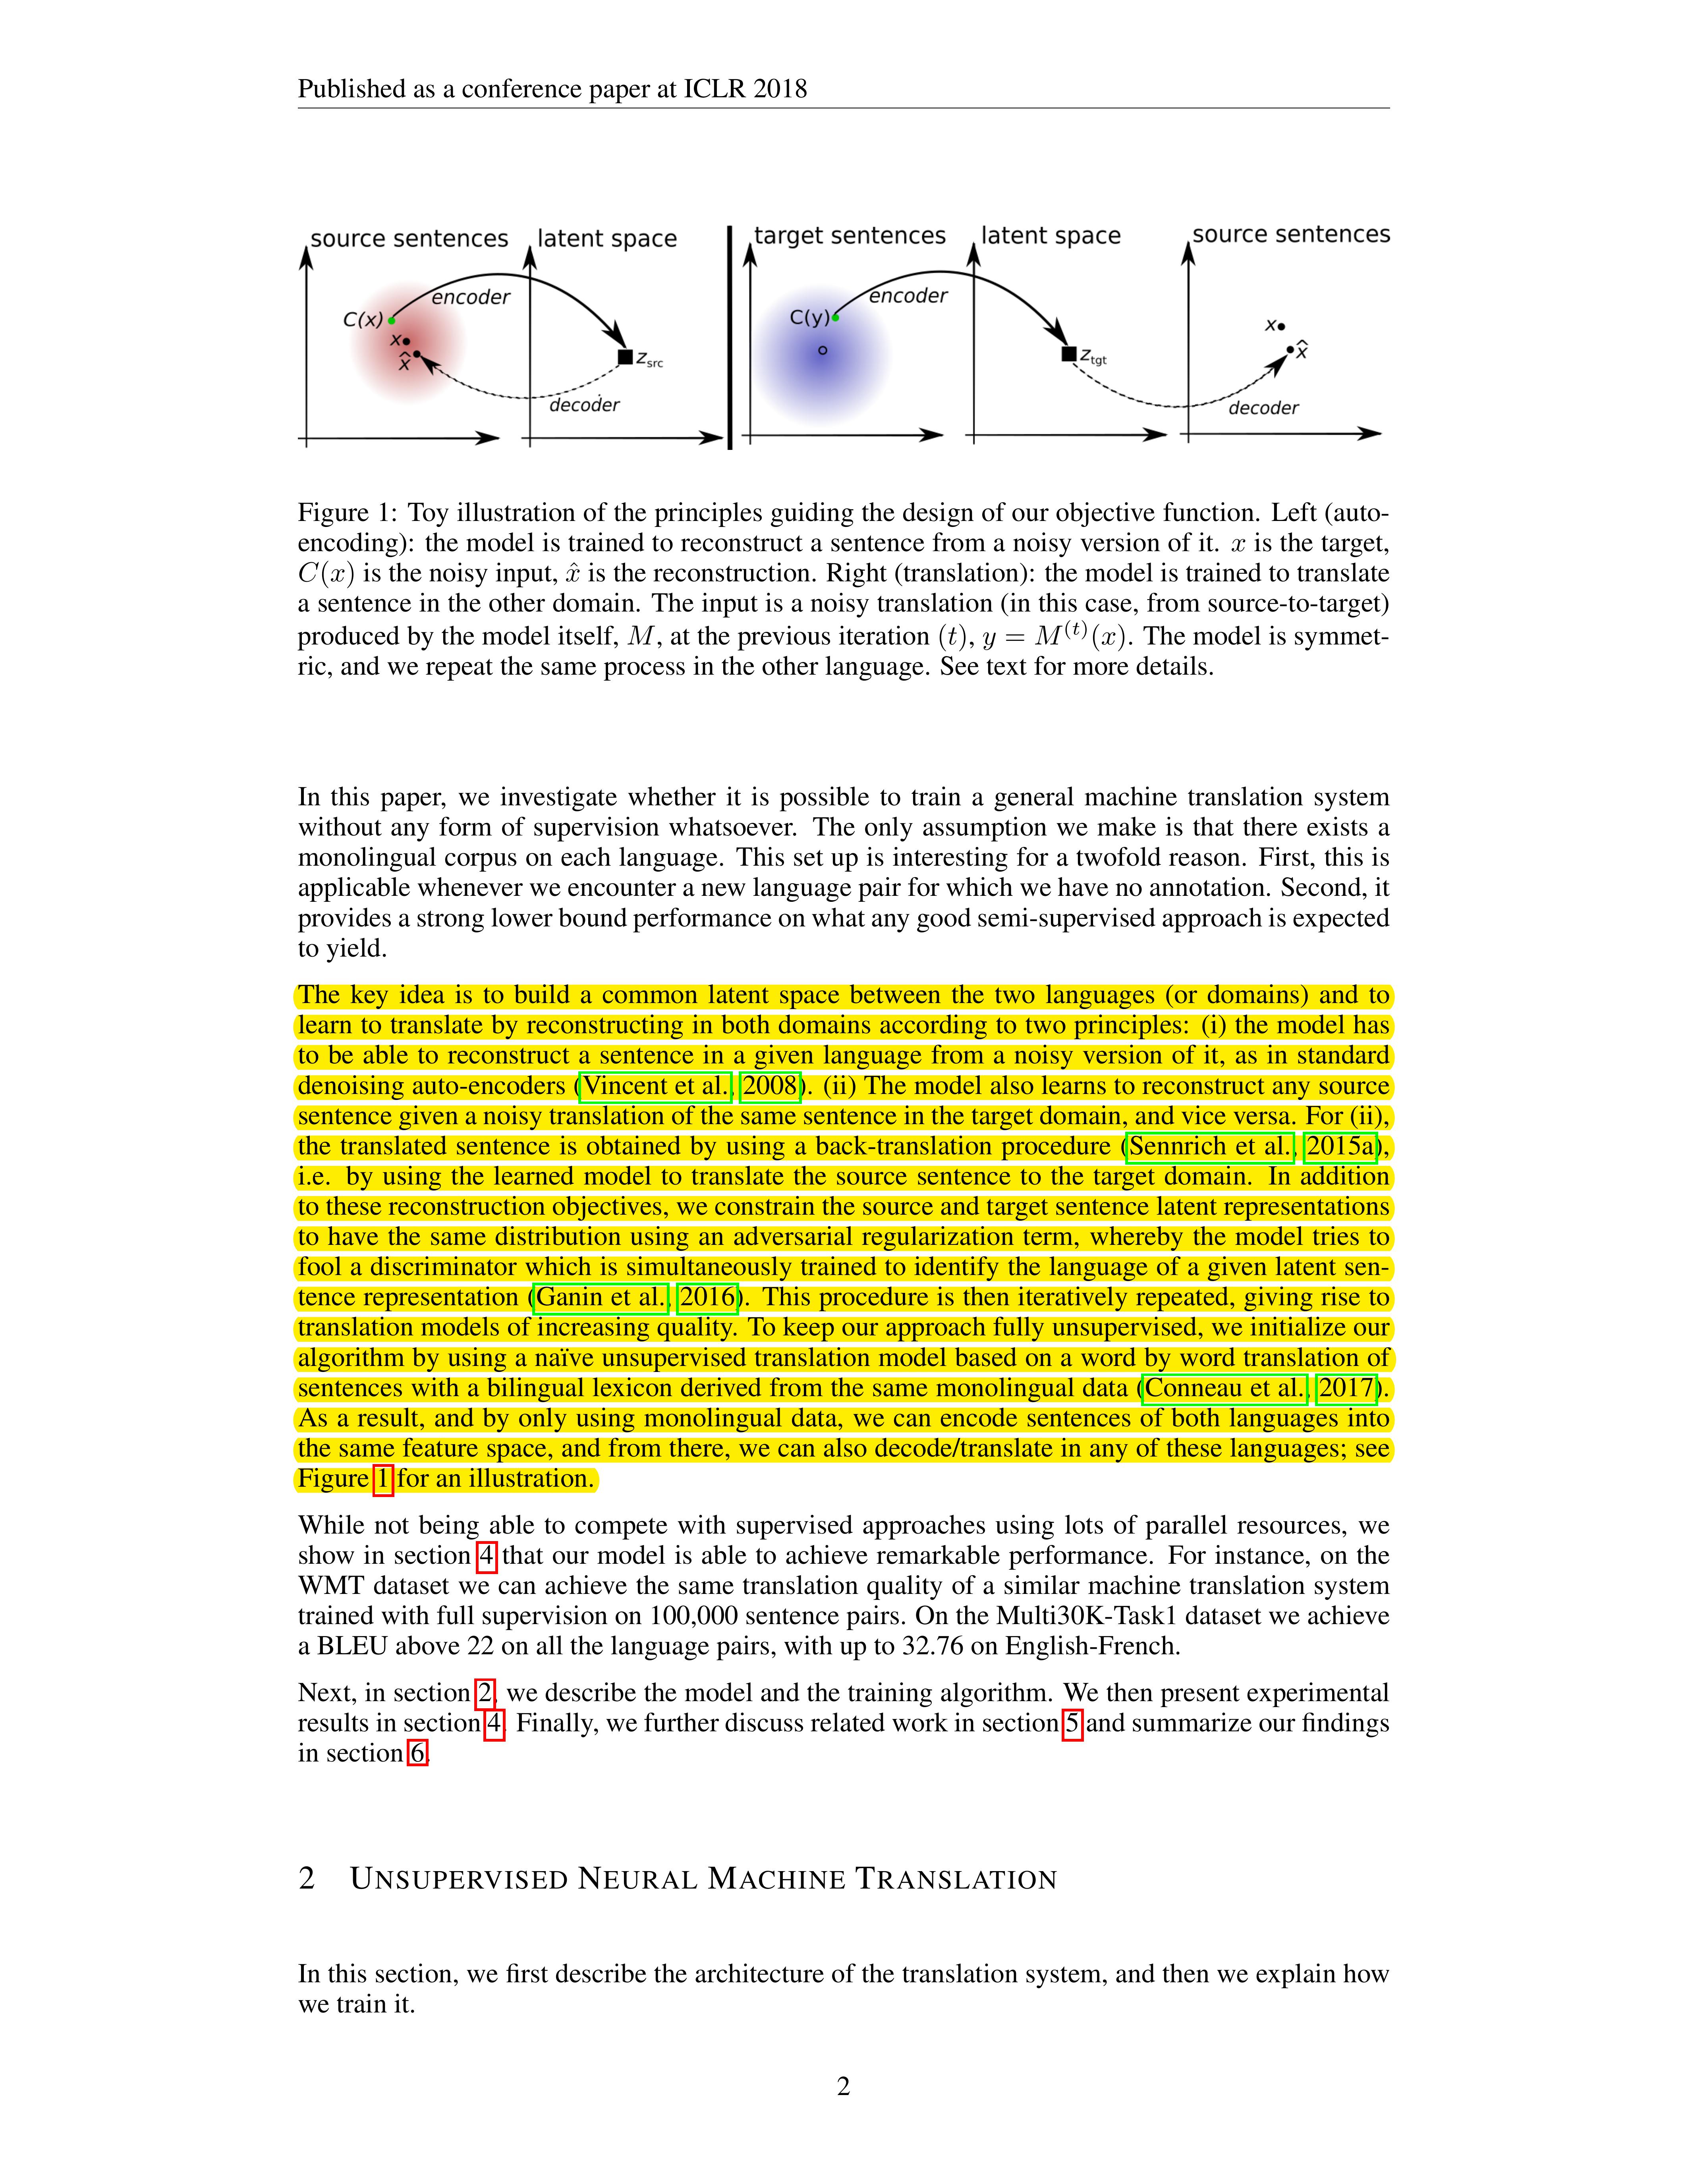 Published as a conference paper at ICLR 2018
source sentences
latent space
target sentences
latent space
source sentences
encoder
encoder
C(x)
C(y)
x
x
x̂
z_src
z_tgt
x̂
decoder
decoder
Figure 1: Toy illustration of the principles guiding the design of our objective function. Left (auto-
encoding): the model is trained to reconstruct a sentence from a noisy version of it. x is the target,
C(x) is the noisy input, x̂ is the reconstruction. Right (translation): the model is trained to translate
a sentence in the other domain. The input is a noisy translation (in this case, from source-to-target)
produced by the model itself, M, at the previous iteration (t), y = M^(t)(x). The model is symmet-
ric, and we repeat the same process in the other language. See text for more details.
In this paper, we investigate whether it is possible to train a general machine translation system
without any form of supervision whatsoever. The only assumption we make is that there exists a
monolingual corpus on each language. This set up is interesting for a twofold reason. First, this is
applicable whenever we encounter a new language pair for which we have no annotation. Second, it
provides a strong lower bound performance on what any good semi-supervised approach is expected
to yield.
The key idea is to build a common latent space between the two languages (or domains) and to
learn to translate by reconstructing in both domains according to two principles: (i) the model has
to be able to reconstruct a sentence in a given language from a noisy version of it, as in standard
denoising auto-encoders (Vincent et al., 2008). (ii) The model also learns to reconstruct any source
sentence given a noisy translation of the same sentence in the target domain, and vice versa. For (ii),
the translated sentence is obtained by using a back-translation procedure (Sennrich et al., 2015a),
i.e. by using the learned model to translate the source sentence to the target domain. In addition
to these reconstruction objectives, we constrain the source and target sentence latent representations
to have the same distribution using an adversarial regularization term, whereby the model tries to
fool a discriminator which is simultaneously trained to identify the language of a given latent sen-
tence representation (Ganin et al., 2016). This procedure is then iteratively repeated, giving rise to
translation models of increasing quality. To keep our approach fully unsupervised, we initialize our
algorithm by using a naïve unsupervised translation model based on a word by word translation of
sentences with a bilingual lexicon derived from the same monolingual data (Conneau et al., 2017).
As a result, and by only using monolingual data, we can encode sentences of both languages into
the same feature space, and from there, we can also decode/translate in any of these languages; see
Figure 1 for an illustration.
While not being able to compete with supervised approaches using lots of parallel resources, we
show in section 4 that our model is able to achieve remarkable performance. For instance, on the
WMT dataset we can achieve the same translation quality of a similar machine translation system
trained with full supervision on 100,000 sentence pairs. On the Multi30K-Task1 dataset we achieve
a BLEU above 22 on all the language pairs, with up to 32.76 on English-French.
Next, in section 2, we describe the model and the training algorithm. We then present experimental
results in section 4. Finally, we further discuss related work in section 5 and summarize our findings
in section 6.
2 UNSUPERVISED NEURAL MACHINE TRANSLATION
In this section, we first describe the architecture of the translation system, and then we explain how
we train it.
2